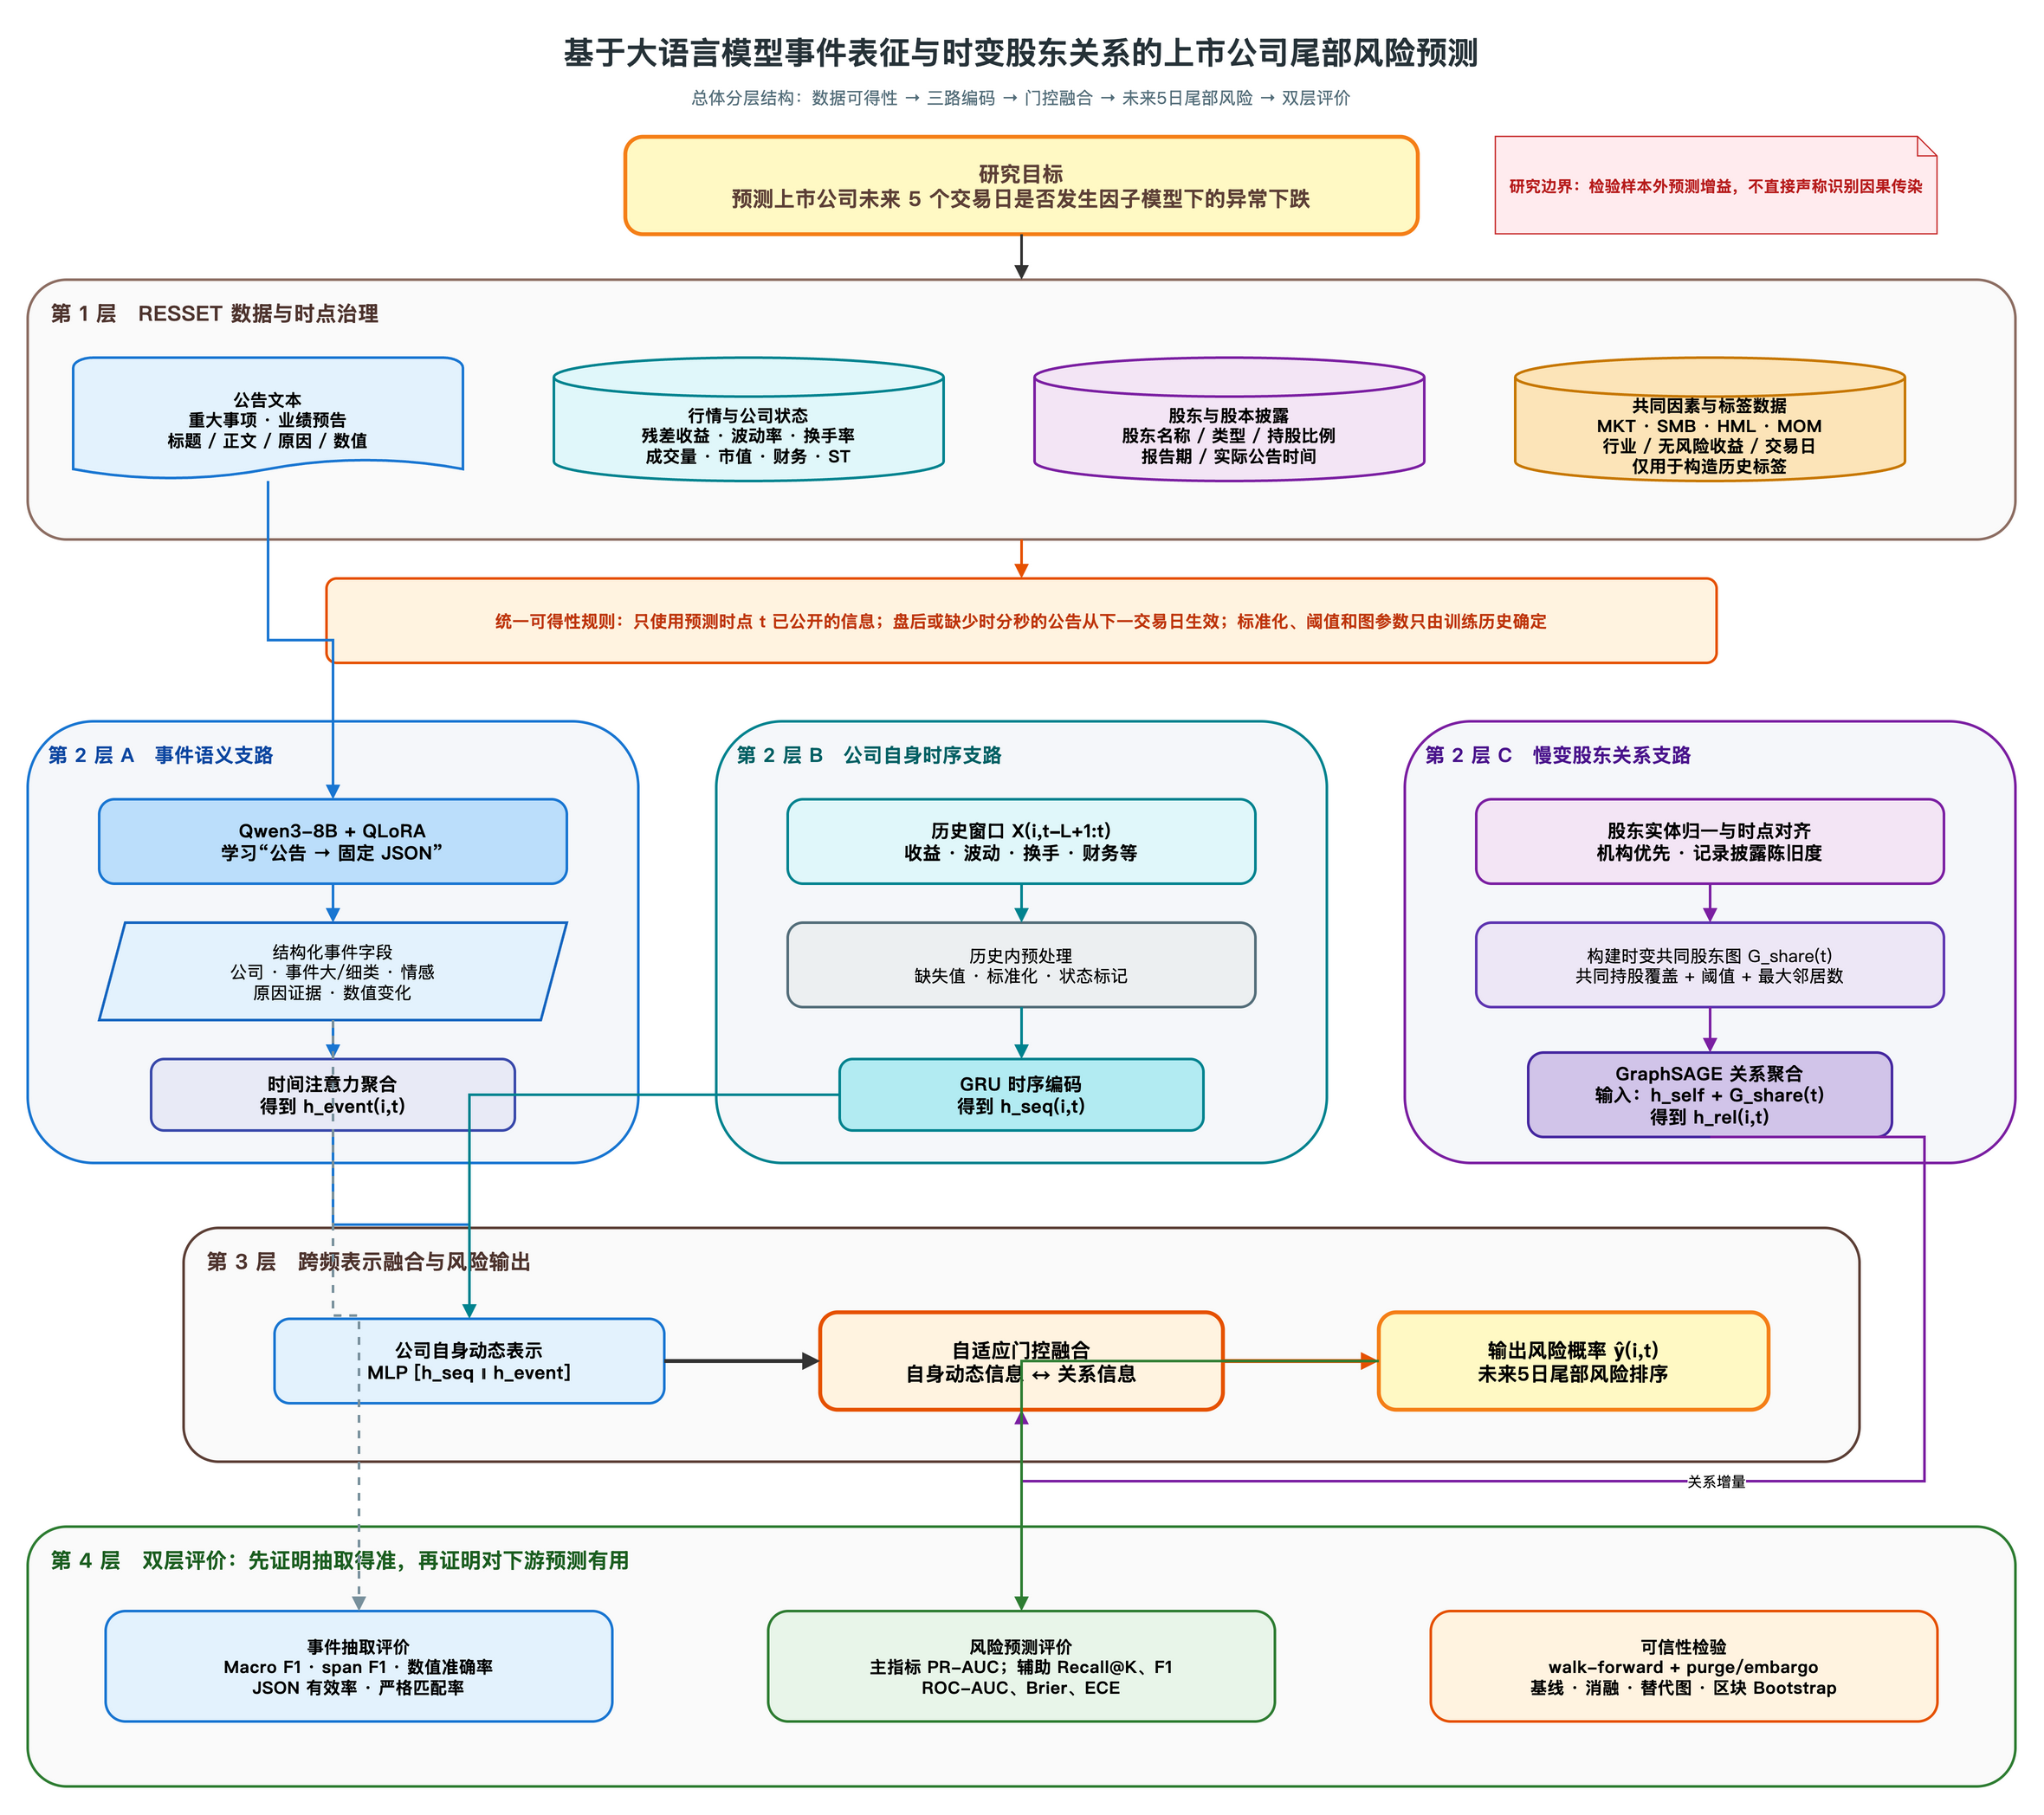 基于大语言模型事件表征与时变股东关系的上市公司尾部风险预测
总体分层结构：数据可得性 → 三路编码 → 门控融合 → 未来5日尾部风险 → 双层评价
研究目标
预测上市公司未来 5 个交易日是否发生因子模型下的异常下跌
研究边界：检验样本外预测增益，不直接声称识别因果传染
第 1 层　RESSET 数据与时点治理
公告文本
重大事项 · 业绩预告
标题 / 正文 / 原因 / 数值
行情与公司状态
残差收益 · 波动率 · 换手率
成交量 · 市值 · 财务 · ST
股东与股本披露
股东名称 / 类型 / 持股比例
报告期 / 实际公告时间
共同因素与标签数据
MKT · SMB · HML · MOM
行业 / 无风险收益 / 交易日
仅用于构造历史标签
统一可得性规则：只使用预测时点 t 已公开的信息；盘后或缺少时分秒的公告从下一交易日生效；标准化、阈值和图参数只由训练历史确定
第 2 层 A　事件语义支路
Qwen3-8B + QLoRA
学习“公告 → 固定 JSON”
结构化事件字段
公司 · 事件大/细类 · 情感
原因证据 · 数值变化
时间注意力聚合
得到 h_event(i,t)
第 2 层 B　公司自身时序支路
历史窗口 X(i,t-L+1:t)
收益 · 波动 · 换手 · 财务等
历史内预处理
缺失值 · 标准化 · 状态标记
GRU 时序编码
得到 h_seq(i,t)
第 2 层 C　慢变股东关系支路
股东实体归一与时点对齐
机构优先 · 记录披露陈旧度
构建时变共同股东图 G_share(t)
共同持股覆盖 + 阈值 + 最大邻居数
GraphSAGE 关系聚合
输入：h_self + G_share(t)
得到 h_rel(i,t)
第 3 层　跨频表示融合与风险输出
公司自身动态表示
MLP [h_seq ∥ h_event]
自适应门控融合
自身动态信息 ↔ 关系信息
输出风险概率 ŷ(i,t)
未来5日尾部风险排序
关系增量
第 4 层　双层评价：先证明抽取得准，再证明对下游预测有用
事件抽取评价
Macro F1 · span F1 · 数值准确率
JSON 有效率 · 严格匹配率
风险预测评价
主指标 PR-AUC；辅助 Recall@K、F1
ROC-AUC、Brier、ECE
可信性检验
walk-forward + purge/embargo
基线 · 消融 · 替代图 · 区块 Bootstrap